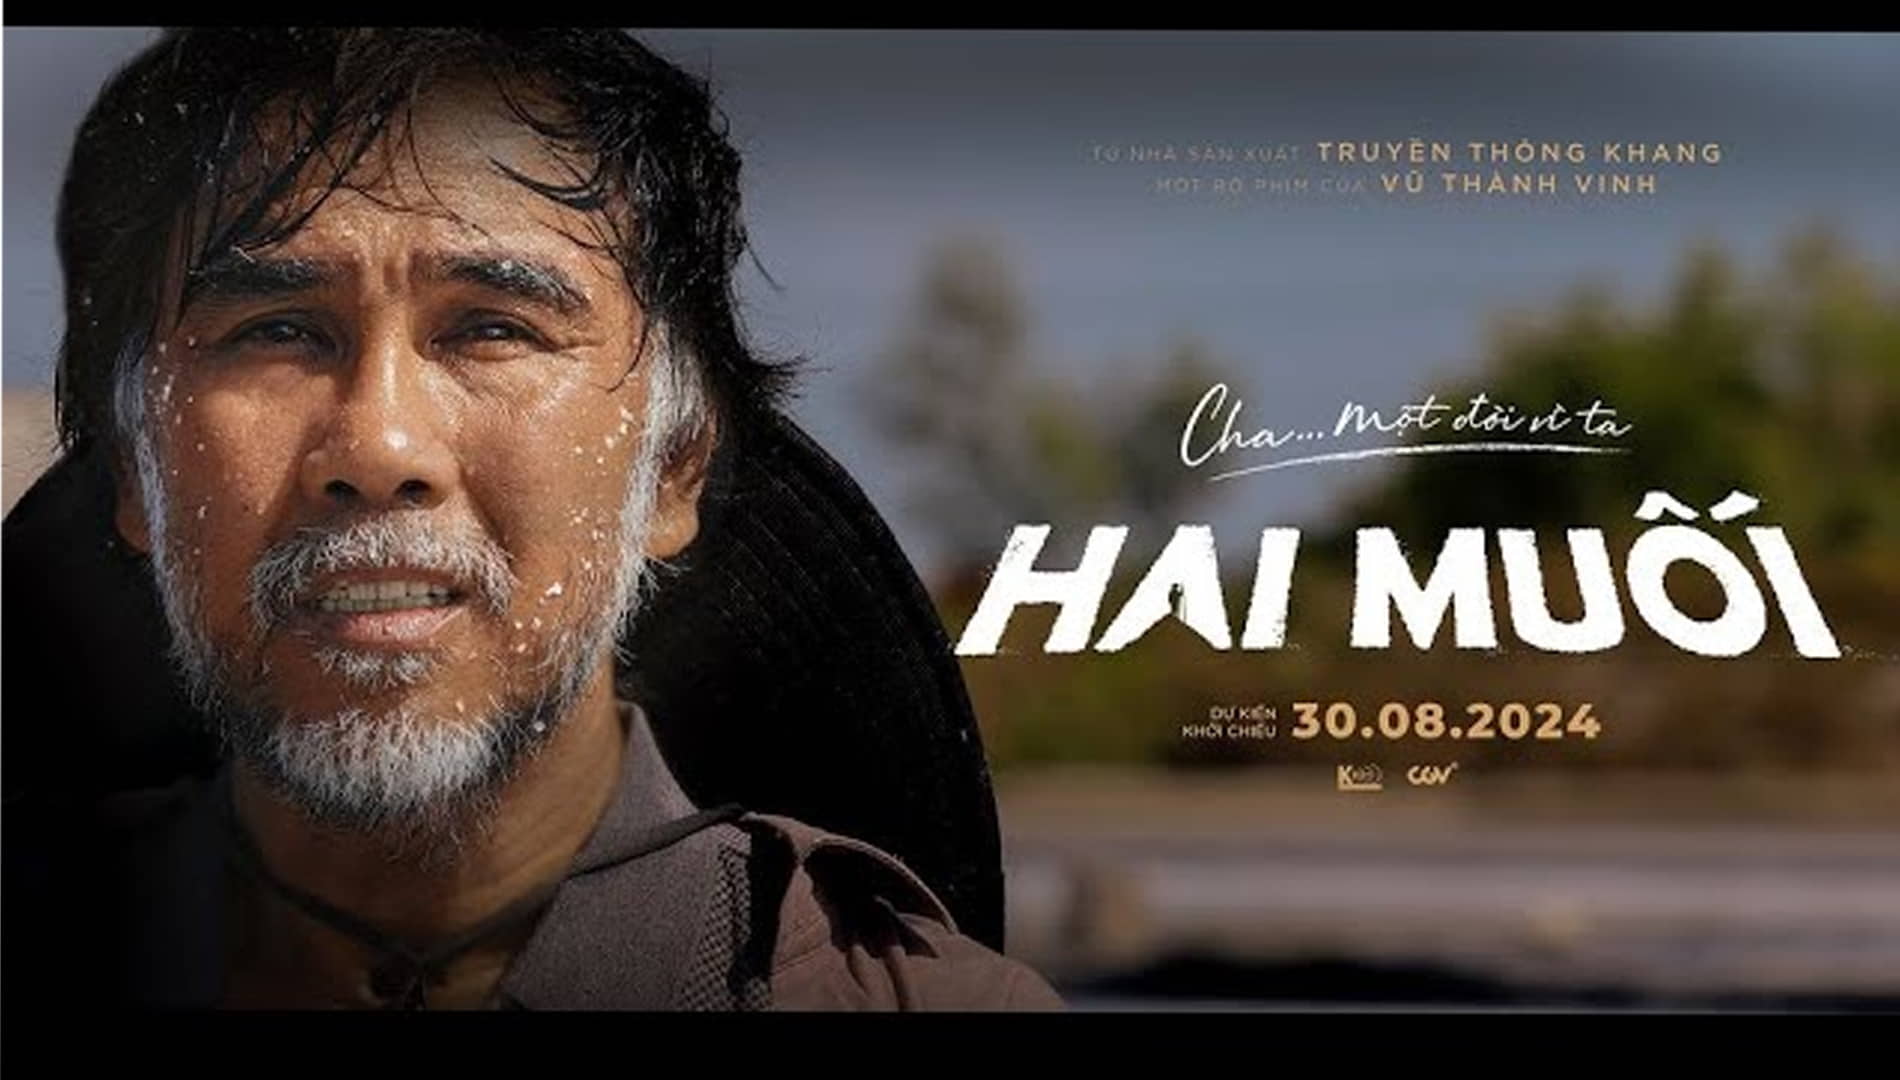 TỪ NHÀ SẢN XUẤT TRUYỀN THÔNG KHANG
MỘT BỘ PHIM CỦA VŨ THÀNH VINH
Cha... Một đời vì ta
HAI MUỐI
DỰ KIẾN
KHỞI CHIẾU 30.08.2024
CGV